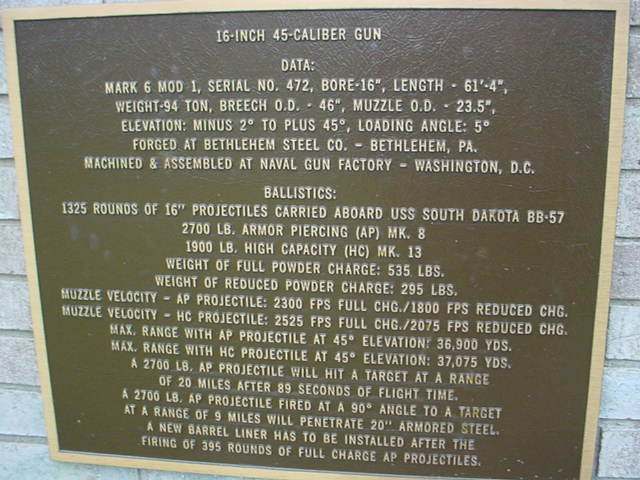 16-INCH 45-CALIBER GUN
DATA:
MARK 6 MOD 1, SERIAL NO. 472, BORE-16", LENGTH - 61'-4",
WEIGHT-94 TON, BREECH O.D. - 46", MUZZLE O.D. - 23.5",
ELEVATION: MINUS 2° TO PLUS 45°, LOADING ANGLE: 5°
FORGED AT BETHLEHEM STEEL CO. - BETHLEHEM, PA.
MACHINED & ASSEMBLED AT NAVAL GUN FACTORY - WASHINGTON, D.C.
BALLISTICS:
1325 ROUNDS OF 16" PROJECTILES CARRIED ABOARD USS SOUTH DAKOTA BB-57
2700 LB. ARMOR PIERCING (AP) MK. 8
1900 LB. HIGH CAPACITY (HC) MK. 13
WEIGHT OF FULL POWDER CHARGE: 535 LBS.
WEIGHT OF REDUCED POWDER CHARGE: 295 LBS.
MUZZLE VELOCITY - AP PROJECTILE: 2300 FPS FULL CHG./1800 FPS REDUCED CHG.
MUZZLE VELOCITY - HC PROJECTILE: 2525 FPS FULL CHG./2075 FPS REDUCED CHG.
MAX. RANGE WITH AP PROJECTILE AT 45° ELEVATION: 36,900 YDS.
MAX. RANGE WITH HC PROJECTILE AT 45° ELEVATION: 37,075 YDS.
A 2700 LB. AP PROJECTILE WILL HIT A TARGET AT A RANGE
OF 20 MILES AFTER 89 SECONDS OF FLIGHT TIME.
A 2700 LB. AP PROJECTILE FIRED AT A 90° ANGLE TO A TARGET
AT A RANGE OF 9 MILES WILL PENETRATE 20" ARMORED STEEL.
A NEW BARREL LINER HAS TO BE INSTALLED AFTER THE
FIRING OF 395 ROUNDS OF FULL CHARGE AP PROJECTILES.